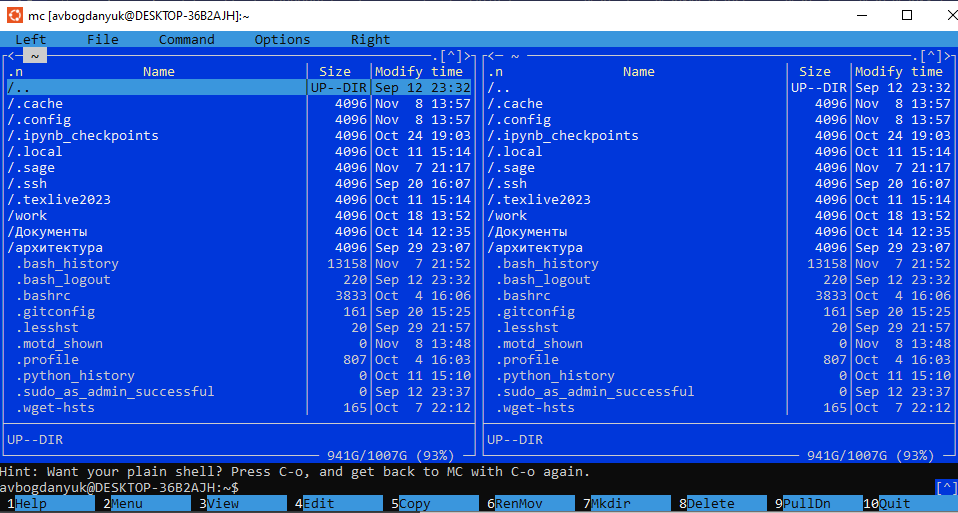 mc [avbogdanyuk@DESKTOP-36B2AJH]:~
Left File Command Options Right
<─ ~ .[^]> <─ ~ .[^]>
.n Name Size Modify time .n Name Size Modify time
/.. UP--DIR Sep 12 23:32 /.. UP--DIR Sep 12 23:32
/.cache 4096 Nov 8 13:57 /.cache 4096 Nov 8 13:57
/.config 4096 Nov 8 13:57 /.config 4096 Nov 8 13:57
/.ipynb_checkpoints 4096 Oct 24 19:03 /.ipynb_checkpoints 4096 Oct 24 19:03
/.local 4096 Oct 11 15:14 /.local 4096 Oct 11 15:14
/.sage 4096 Nov 7 21:17 /.sage 4096 Nov 7 21:17
/.ssh 4096 Sep 20 16:07 /.ssh 4096 Sep 20 16:07
/.texlive2023 4096 Oct 11 15:14 /.texlive2023 4096 Oct 11 15:14
/work 4096 Oct 18 13:52 /work 4096 Oct 18 13:52
/Документы 4096 Oct 14 12:35 /Документы 4096 Oct 14 12:35
/архитектура 4096 Sep 29 23:07 /архитектура 4096 Sep 29 23:07
.bash_history 13158 Nov 7 21:52 .bash_history 13158 Nov 7 21:52
.bash_logout 220 Sep 12 23:32 .bash_logout 220 Sep 12 23:32
.bashrc 3833 Oct 4 16:06 .bashrc 3833 Oct 4 16:06
.gitconfig 161 Sep 20 15:25 .gitconfig 161 Sep 20 15:25
.lesshst 20 Sep 29 21:57 .lesshst 20 Sep 29 21:57
.motd_shown 0 Nov 8 13:48 .motd_shown 0 Nov 8 13:48
.profile 807 Oct 4 16:03 .profile 807 Oct 4 16:03
.python_history 0 Oct 11 15:10 .python_history 0 Oct 11 15:10
.sudo_as_admin_successful 0 Sep 12 23:37 .sudo_as_admin_successful 0 Sep 12 23:37
.wget-hsts 165 Oct 7 22:12 .wget-hsts 165 Oct 7 22:12
UP--DIR UP--DIR
941G/1007G (93%) 941G/1007G (93%)
Hint: Want your plain shell? Press C-o, and get back to MC with C-o again.
avbogdanyuk@DESKTOP-36B2AJH:~$ [^]
1Help 2Menu 3View 4Edit 5Copy 6RenMov 7Mkdir 8Delete 9PullDn 10Quit